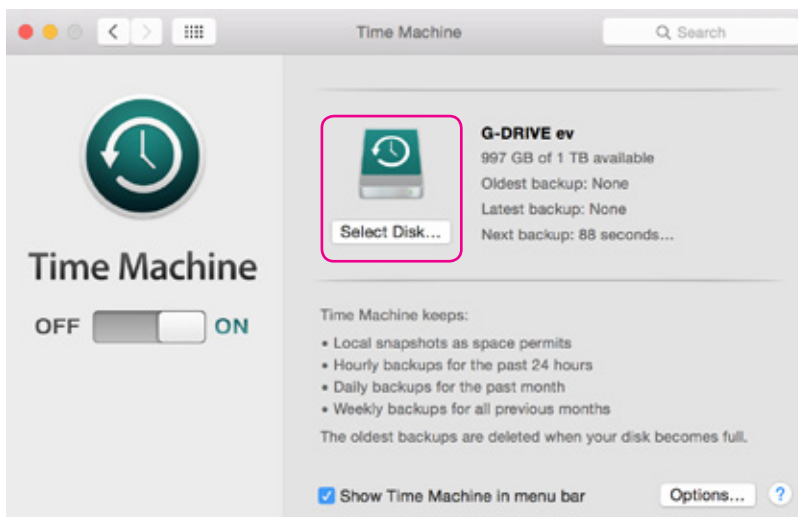 Time Machine
Search
Time Machine
OFF ON
Select Disk...
G-DRIVE ev
997 GB of 1 TB available
Oldest backup: None
Latest backup: None
Next backup: 88 seconds...
Time Machine keeps:
• Local snapshots as space permits
• Hourly backups for the past 24 hours
• Daily backups for the past month
• Weekly backups for all previous months
The oldest backups are deleted when your disk becomes full.
Show Time Machine in menu bar
Options... ?